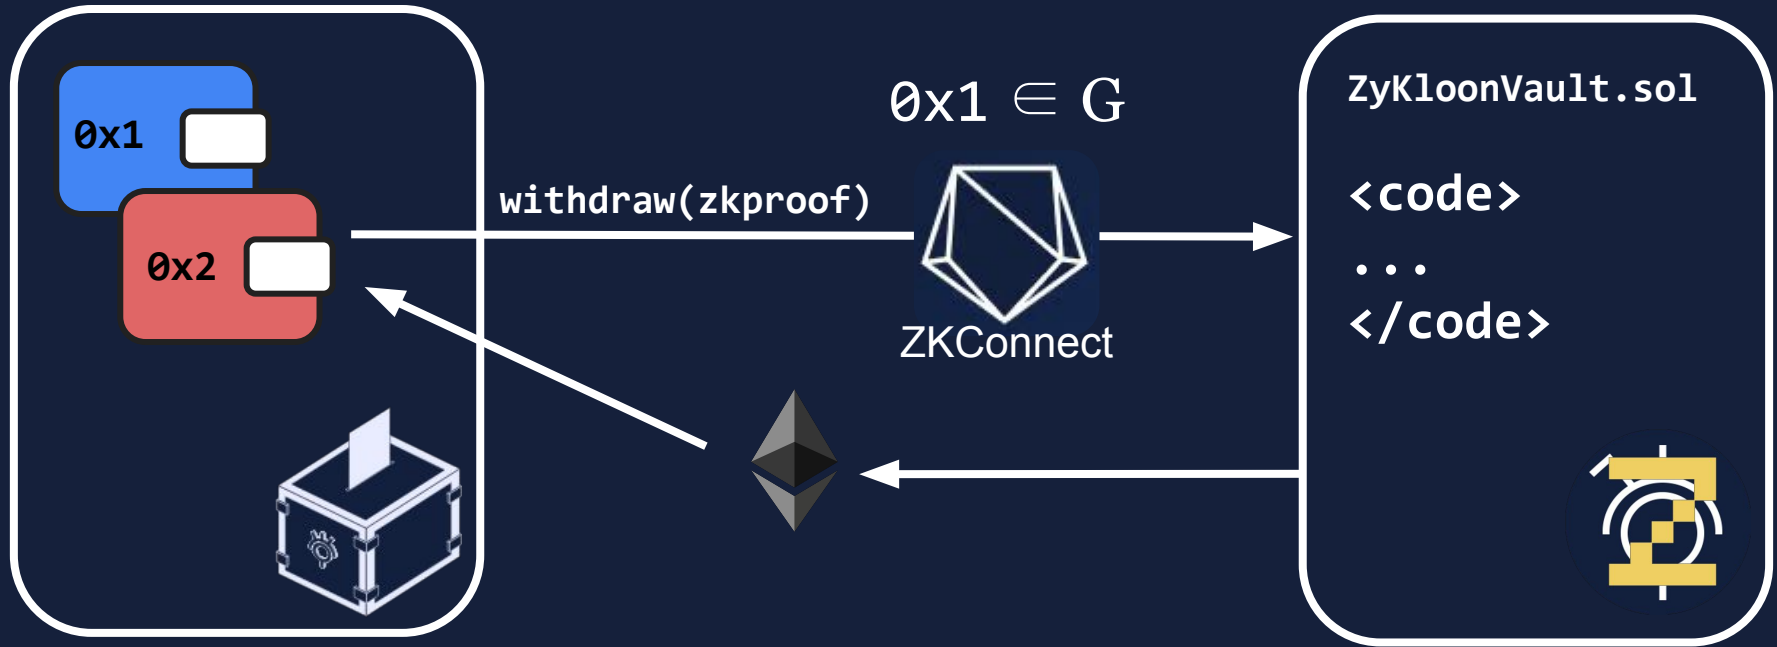 0x1
0x2
withdraw(zkproof)
0x1 ∈ G
ZKConnect
ZyKloonVault.sol
<code>
...
</code>